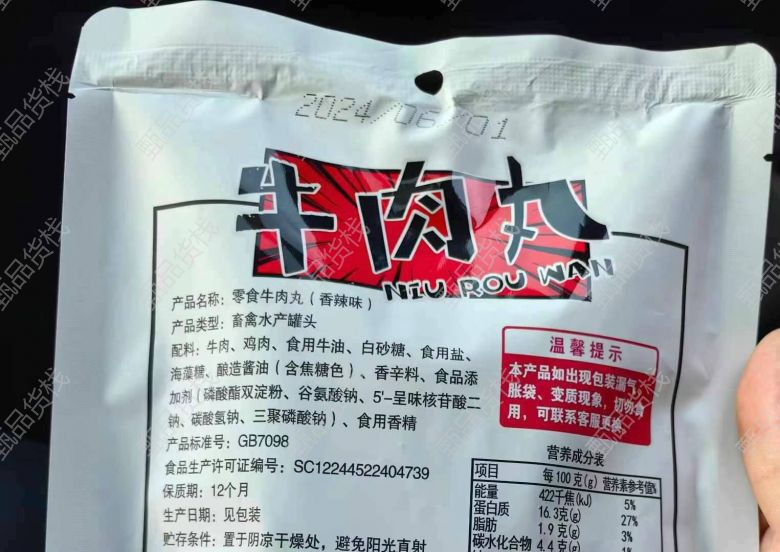 2024/06/01
牛肉丸
NIU ROU WAN
产品名称：零食牛肉丸（香辣味）
产品类型：畜禽水产罐头
配料：牛肉、鸡肉、食用牛油、白砂糖、食用盐、
海藻糖、酿造酱油（含焦糖色）、香辛料、食品添
加剂（磷酸酯双淀粉、谷氨酸钠、5'-呈味核苷酸二
钠、碳酸氢钠、三聚磷酸钠）、食用香精
产品标准号：GB7098
食品生产许可证编号：SC12244522404739
保质期：12个月
生产日期：见包装
贮存条件：置于阴凉干燥处，避免阳光直射
温馨提示
本产品如出现包装漏气、
胀袋、变质现象，切勿食
用，可联系客服更换
营养成分表
项目 每100克(g) 营养素参考值%
能量 422千焦(kJ) 5%
蛋白质 16.3克(g) 27%
脂肪 1.9克(g) 3%
碳水化合物 4.4克(g)
甄品货栈